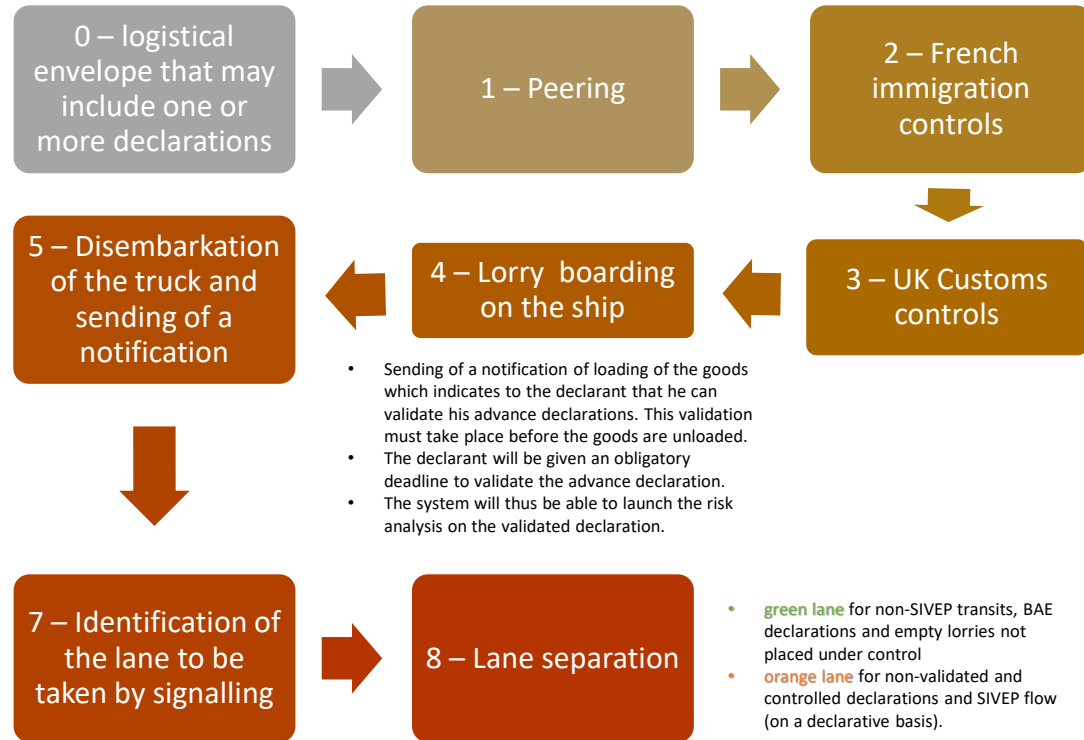 0 – logistical
envelope that may
include one or
more declarations
1 – Peering
2 – French
immigration
controls
3 – UK Customs
controls
4 – Lorry  boarding
on the ship
5 – Disembarkation
of the truck and
sending of a
notification
• Sending of a notification of loading of the goods
which indicates to the declarant that he can
validate his advance declarations. This validation
must take place before the goods are unloaded.
• The declarant will be given an obligatory
deadline to validate the advance declaration.
• The system will thus be able to launch the risk
analysis on the validated declaration.
7 – Identification of
the lane to be
taken by signalling
8 – Lane separation
• green lane for non-SIVEP transits, BAE
declarations and empty lorries not
placed under control
• orange lane for non-validated and
controlled declarations and SIVEP flow
(on a declarative basis).